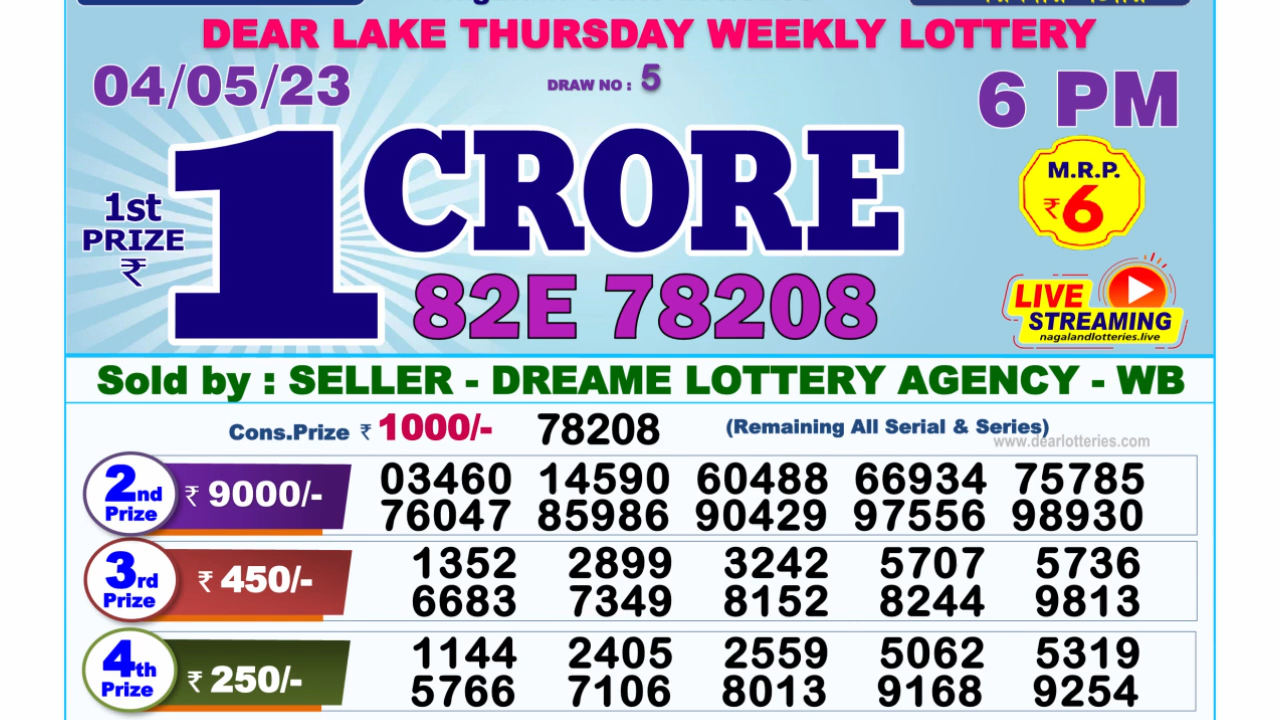 DEAR LAKE THURSDAY WEEKLY LOTTERY
04/05/23
DRAW NO : 5
6 PM
1st PRIZE ₹ 1 CRORE
M.R.P. ₹6
82E 78208
LIVE STREAMING
nagalandlotteries.live
Sold by : SELLER - DREAME LOTTERY AGENCY - WB
Cons.Prize ₹ 1000/- 78208 (Remaining All Serial & Series)
www.dearlotteries.com
2nd Prize ₹ 9000/-
03460 14590 60488 66934 75785
76047 85986 90429 97556 98930
3rd Prize ₹ 450/-
1352 2899 3242 5707 5736
6683 7349 8152 8244 9813
4th Prize ₹ 250/-
1144 2405 2559 5062 5319
5766 7106 8013 9168 9254